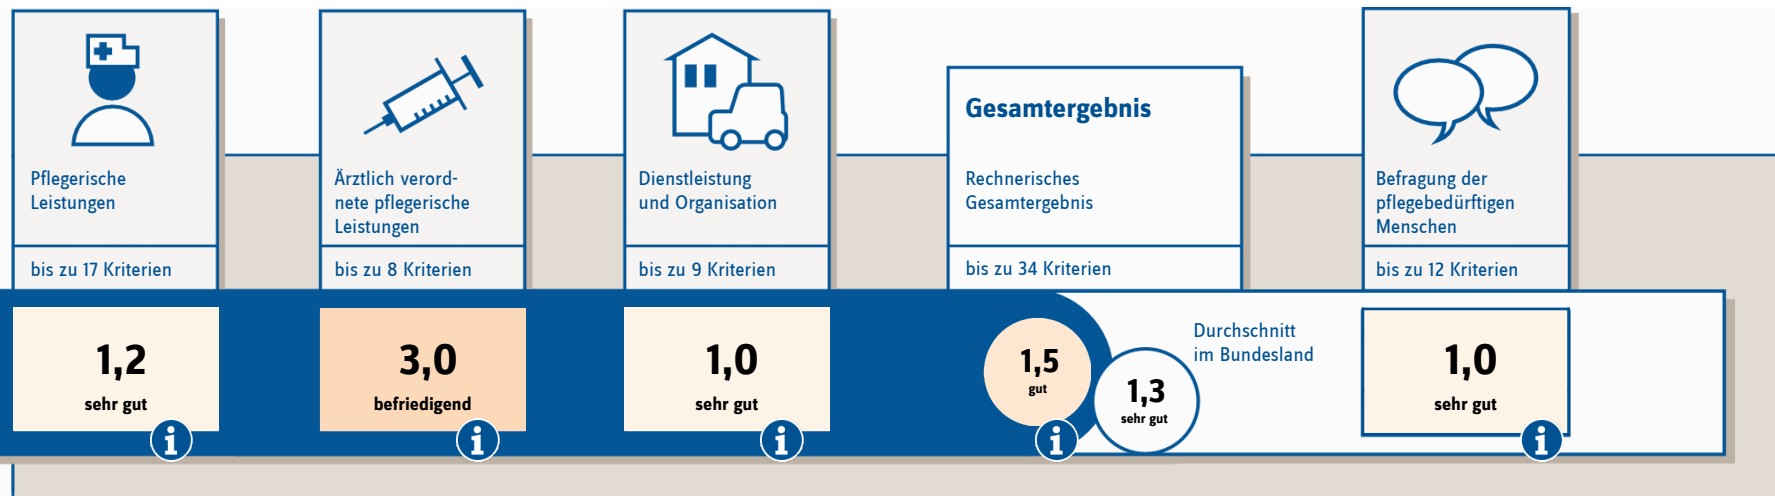 Pflegerische
Leistungen
bis zu 17 Kriterien
1,2
sehr gut
Ärztlich verord-
nete pflegerische
Leistungen
bis zu 8 Kriterien
3,0
befriedigend
Dienstleistung
und Organisation
bis zu 9 Kriterien
1,0
sehr gut
Gesamtergebnis
Rechnerisches
Gesamtergebnis
bis zu 34 Kriterien
1,5
gut
Durchschnitt
im Bundesland
1,3
sehr gut
Befragung der
pflegebedürftigen
Menschen
bis zu 12 Kriterien
1,0
sehr gut